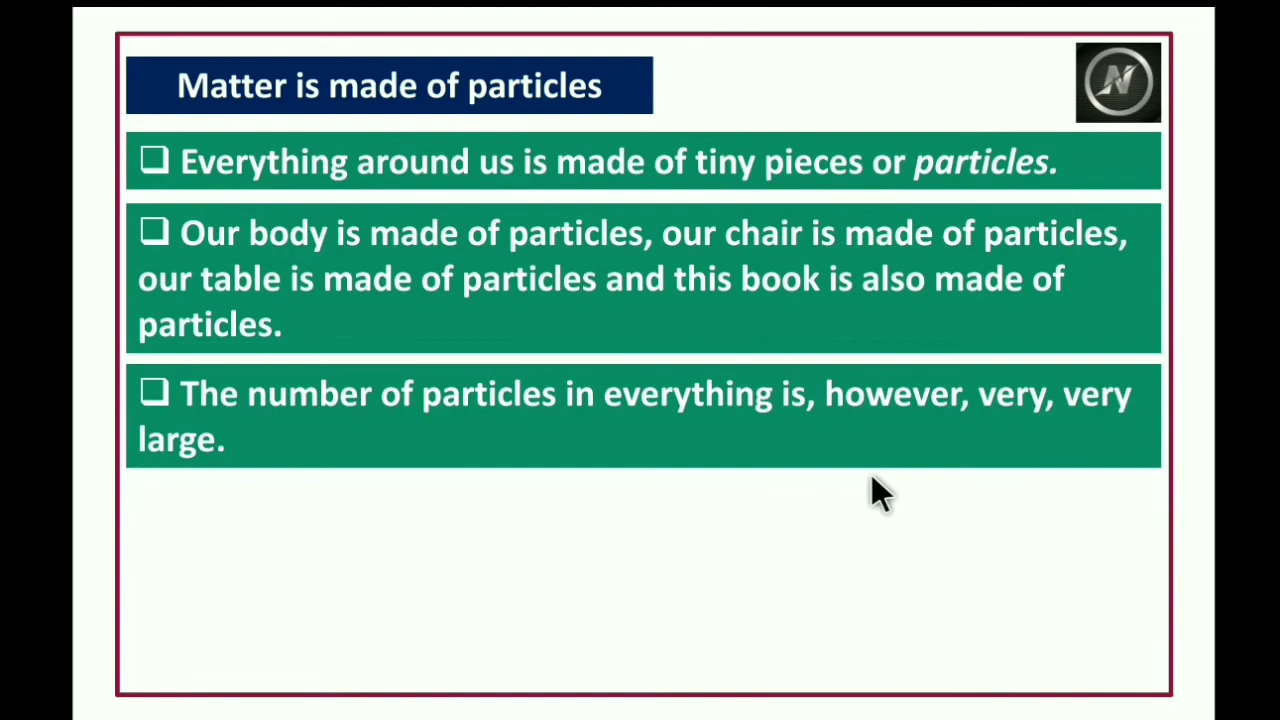 Matter is made of particles
N
❑ Everything around us is made of tiny pieces or particles.
❑ Our body is made of particles, our chair is made of particles,
our table is made of particles and this book is also made of
particles.
❑ The number of particles in everything is, however, very, very
large.